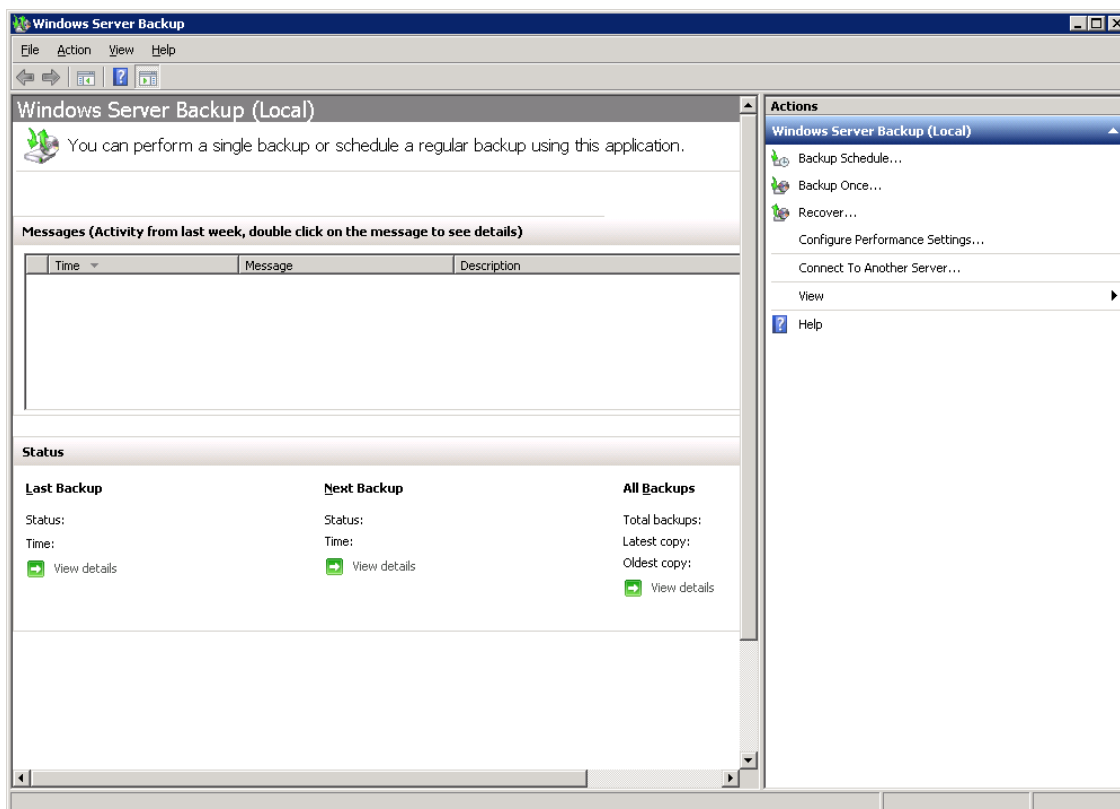 Windows Server Backup
File Action View Help
Windows Server Backup (Local)
You can perform a single backup or schedule a regular backup using this application.
Messages (Activity from last week, double click on the message to see details)
Time Message Description
Status
Last Backup Next Backup All Backups
Status: Status: Total backups:
Time: Time: Latest copy:
Oldest copy:
View details View details View details
Actions
Windows Server Backup (Local)
Backup Schedule...
Backup Once...
Recover...
Configure Performance Settings...
Connect To Another Server...
View
Help